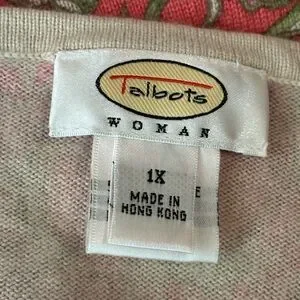 Talbots
WOMAN
1X
MADE IN
HONG KONG